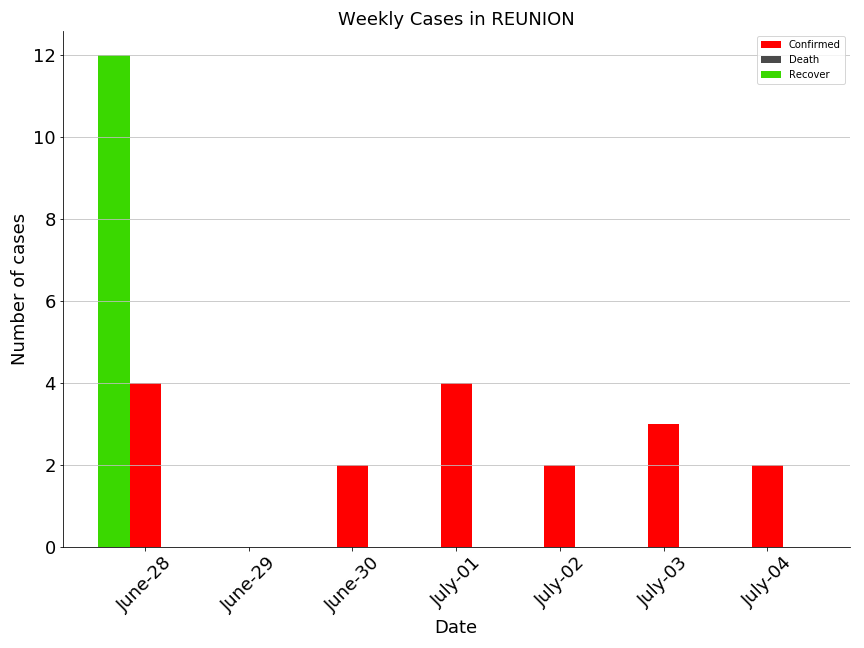 Weekly Cases in REUNION
Confirmed
Death
Recover
12
10
8
6
4
2
0
Number of cases
June-28
June-29
June-30
July-01
July-02
July-03
July-04
Date